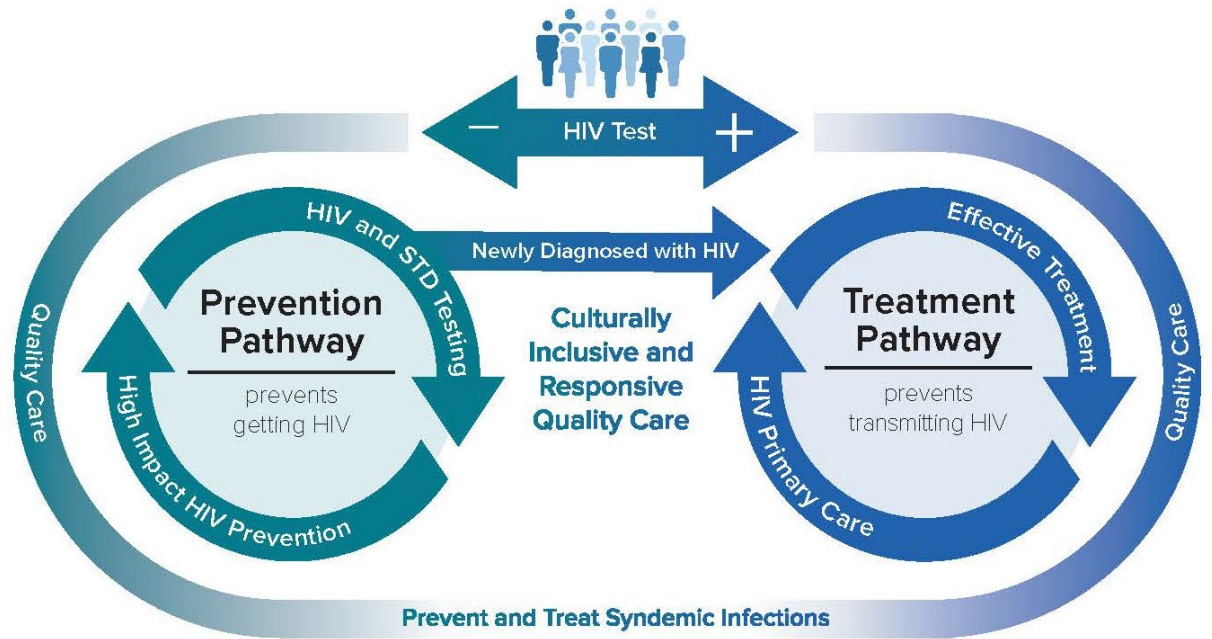 − HIV Test +
Newly Diagnosed with HIV
Quality Care
HIV and STD Testing
High Impact HIV Prevention
Prevention
Pathway
prevents
getting HIV
Culturally
Inclusive and
Responsive
Quality Care
Effective Treatment
HIV Primary Care
Treatment
Pathway
prevents
transmitting HIV
Quality Care
Prevent and Treat Syndemic Infections